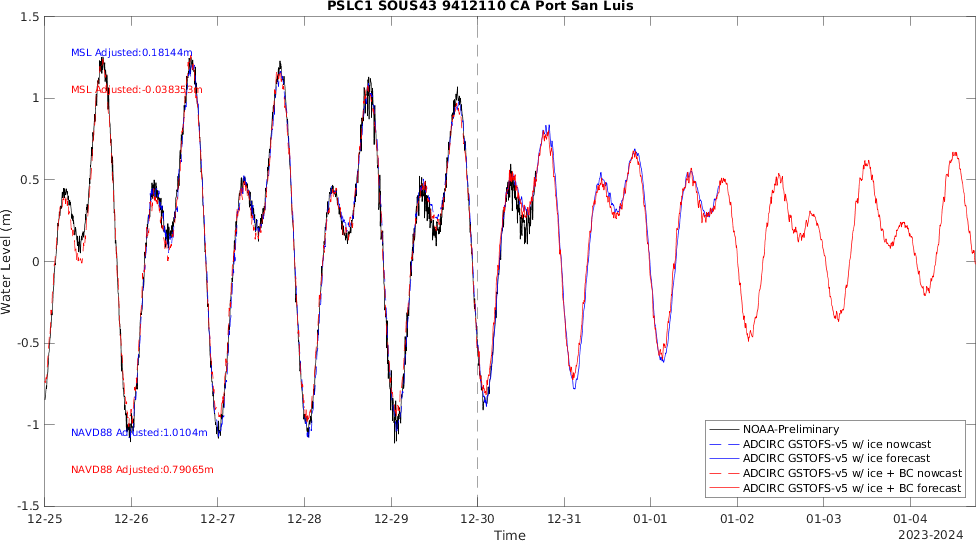 PSLC1 SOUS43 9412110 CA Port San Luis
MSL Adjusted:0.18144m
MSL Adjusted:-0.038353m
NAVD88 Adjusted:1.0104m
NAVD88 Adjusted:0.79065m
Water Level (m)
1.5
1
0.5
0
-0.5
-1
-1.5
NOAA-Preliminary
ADCIRC GSTOFS-v5 w/ ice nowcast
ADCIRC GSTOFS-v5 w/ ice forecast
ADCIRC GSTOFS-v5 w/ ice + BC nowcast
ADCIRC GSTOFS-v5 w/ ice + BC forecast
12-25 12-26 12-27 12-28 12-29 12-30 12-31 01-01 01-02 01-03 01-04
Time
2023-2024